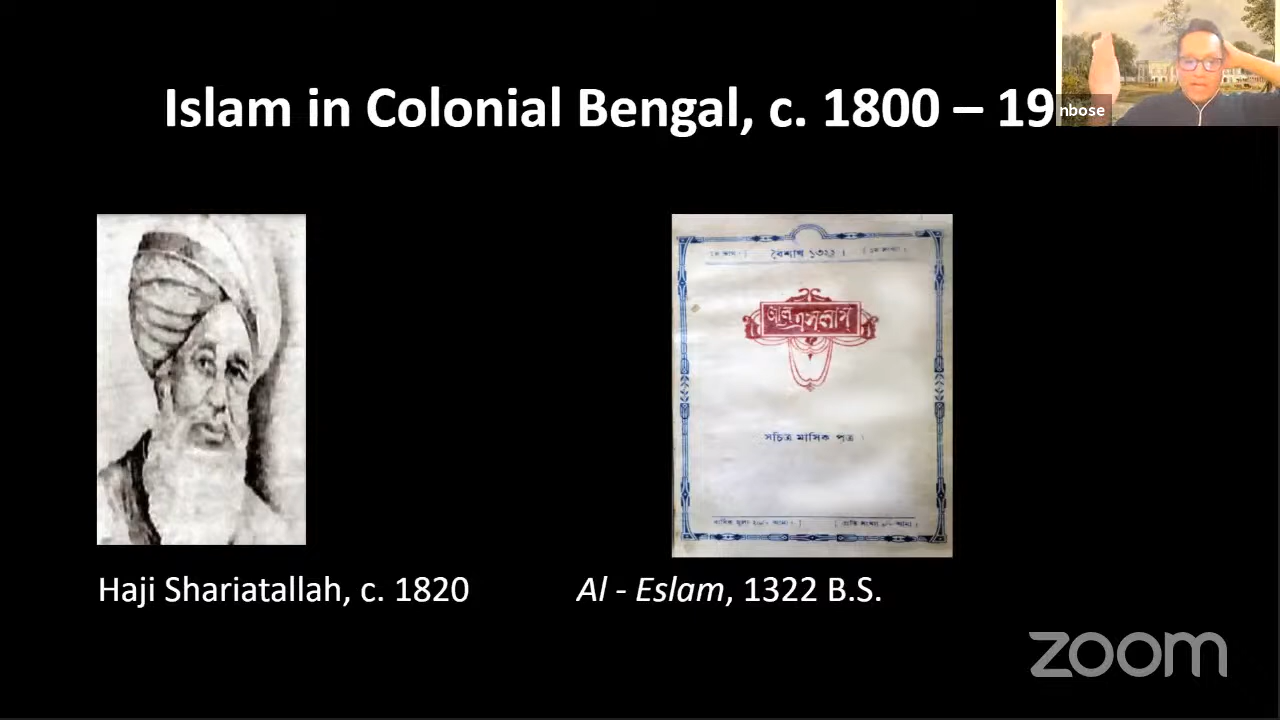 Islam in Colonial Bengal, c. 1800 – 19
nbose
বৈশাখ ১৩২২ ।
আল এসলাম
সচিত্র মাসিক পত্র ।
Haji Shariatallah, c. 1820
Al - Eslam, 1322 B.S.
zoom